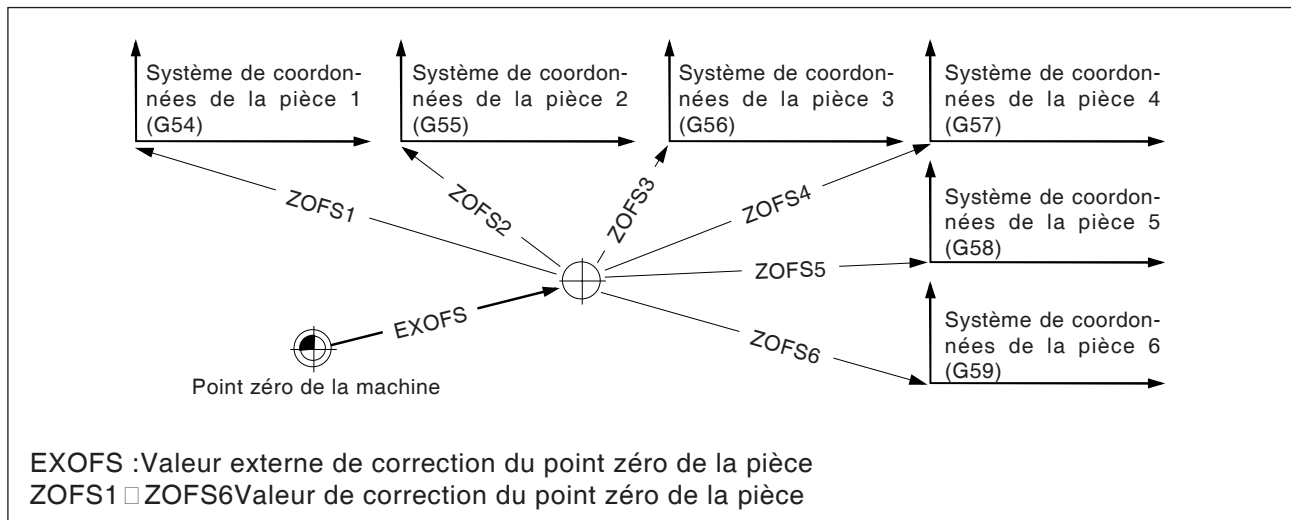 Système de coordon-
nées de la pièce 1
(G54)
Système de coordon-
nées de la pièce 2
(G55)
Système de coordon-
nées de la pièce 3
(G56)
Système de coordon-
nées de la pièce 4
(G57)
ZOFS1
ZOFS2
ZOFS3
ZOFS4
Système de coordon-
nées de la pièce 5
(G58)
ZOFS5
EXOFS
ZOFS6
Système de coordon-
nées de la pièce 6
(G59)
Point zéro de la machine
EXOFS :Valeur externe de correction du point zéro de la pièce
ZOFS1 □ ZOFS6Valeur de correction du point zéro de la pièce